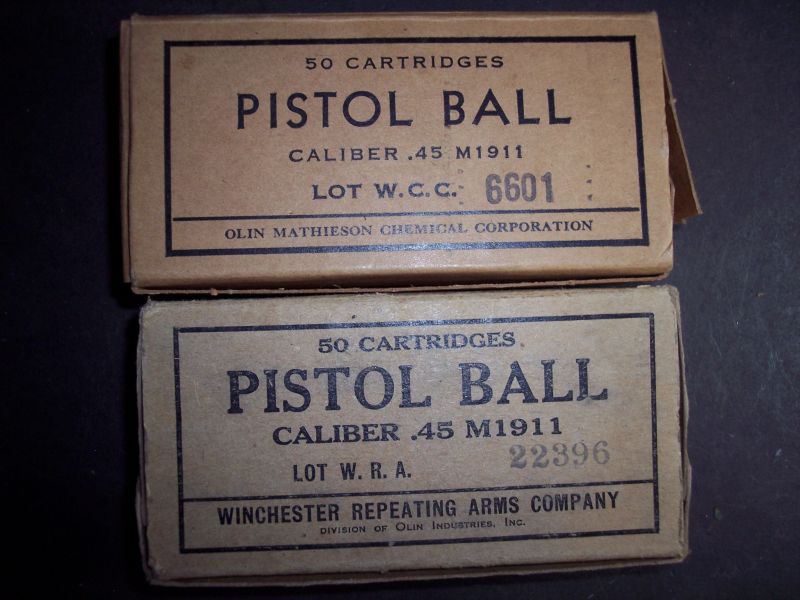 50 CARTRIDGES
PISTOL BALL
CALIBER .45 M1911
LOT W.C.C. 6601
OLIN MATHIESON CHEMICAL CORPORATION
50 CARTRIDGES.
PISTOL BALL
CALIBER .45 M1911
LOT W. R. A. 22396
WINCHESTER REPEATING ARMS COMPANY
DIVISION OF OLIN INDUSTRIES, INC.